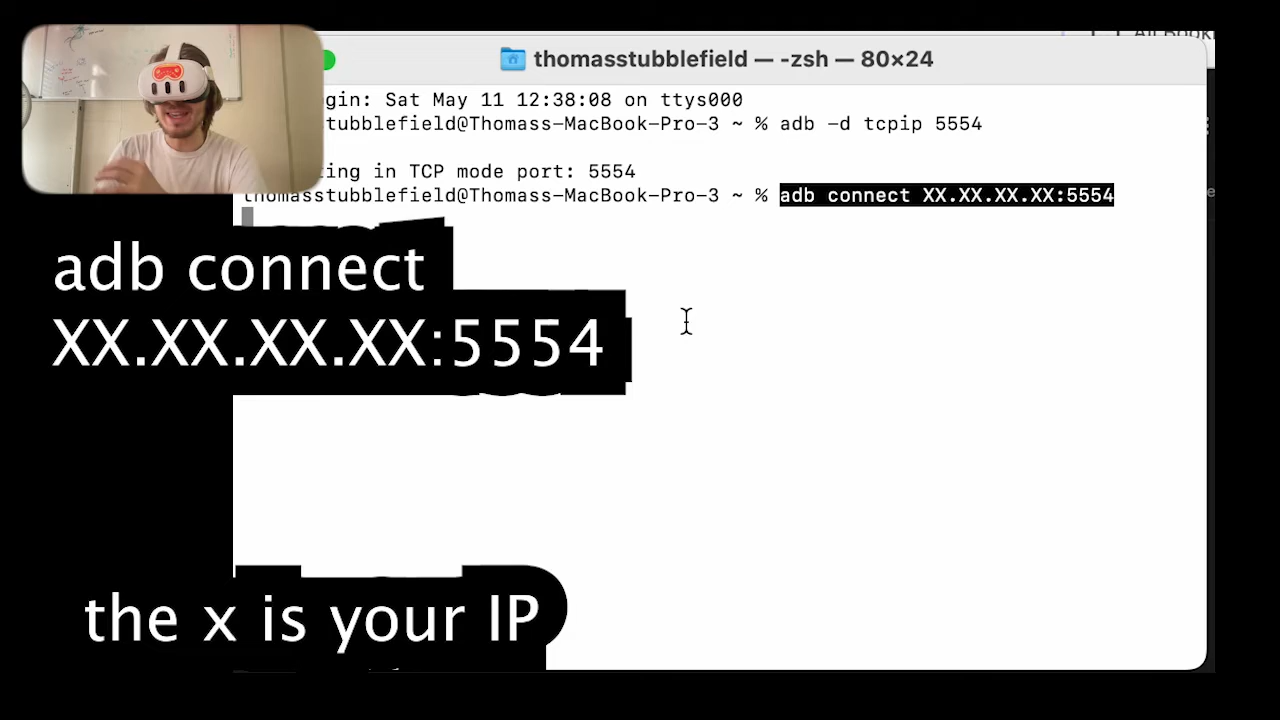 thomasstubblefield — -zsh — 80×24
gin: Sat May 11 12:38:08 on ttys000
tubblefield@Thomass-MacBook-Pro-3 ~ % adb -d tcpip 5554
ting in TCP mode port: 5554
thomasstubblefield@Thomass-MacBook-Pro-3 ~ % adb connect XX.XX.XX.XX:5554
adb connect
XX.XX.XX.XX:5554
the x is your IP